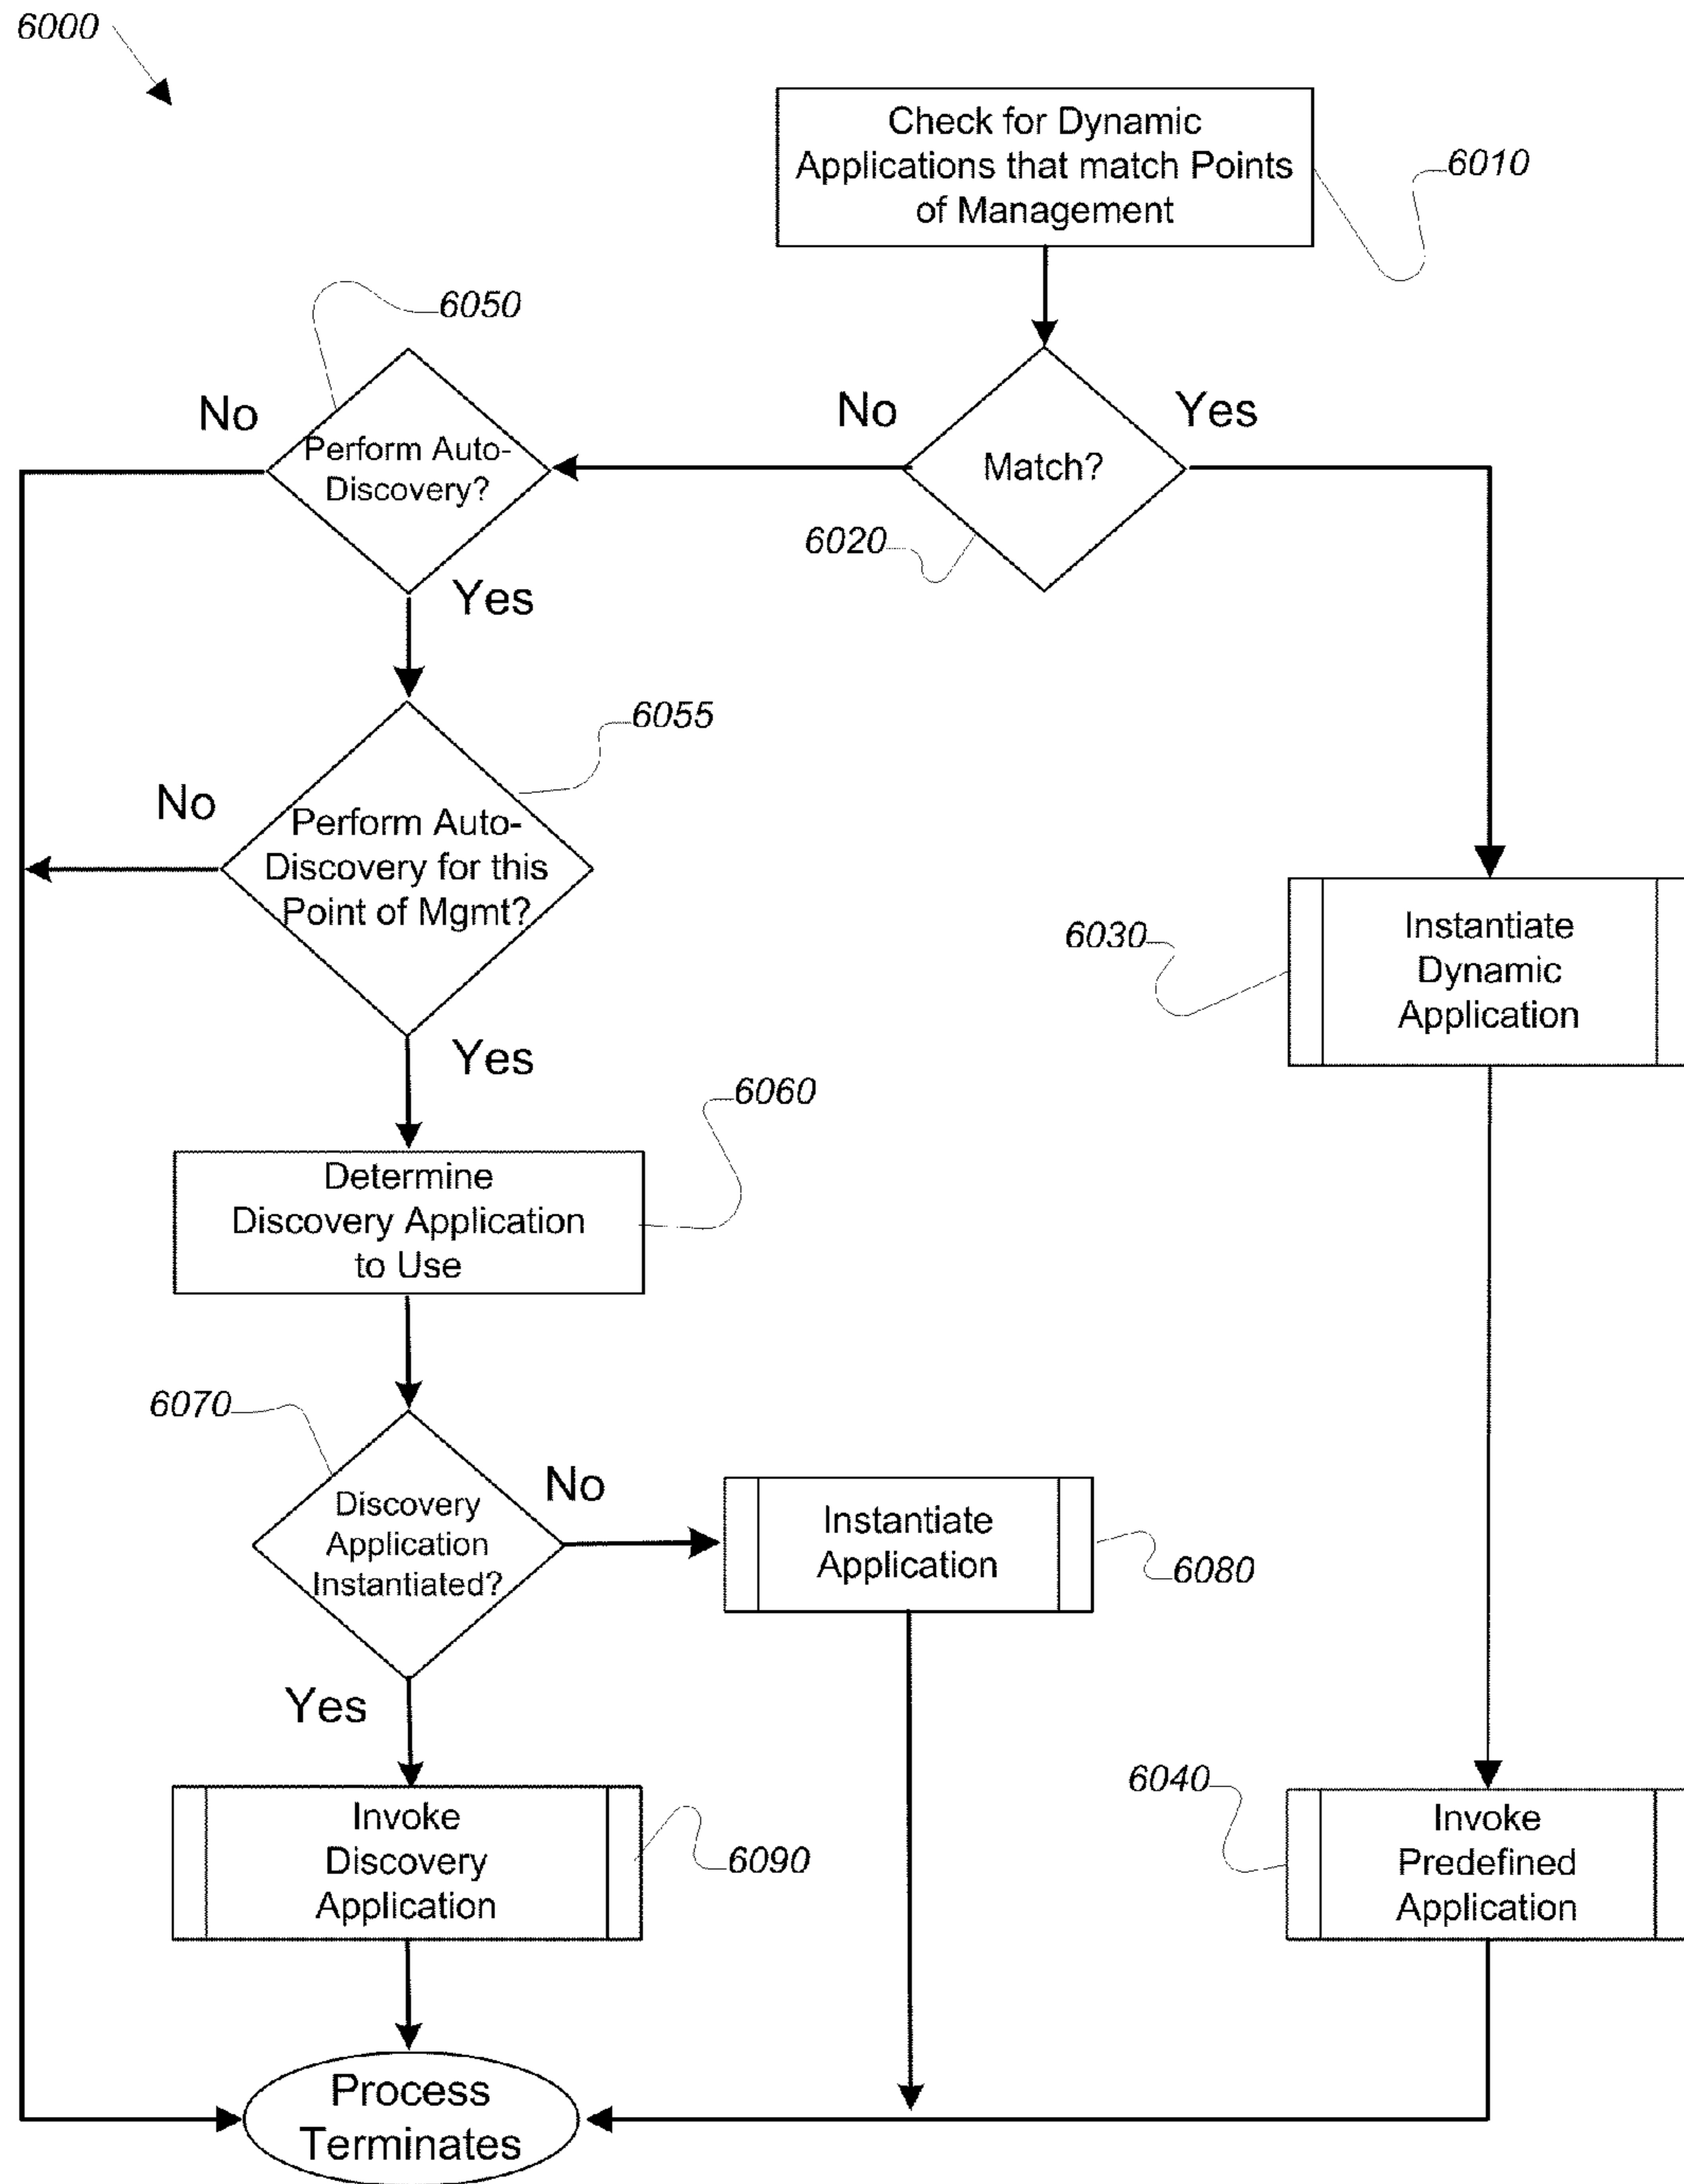 6000
Check for Dynamic
Applications that match Points
of Management
6010
6050
No
Perform Auto-
Discovery?
No
Yes
Match?
6020
Yes
6055
No
Perform Auto-
Discovery for this
Point of Mgmt?
6030
Instantiate
Dynamic
Application
Yes
6060
Determine
Discovery Application
to Use
6070
No
Discovery
Application
Instantiated?
Instantiate
Application
6080
Yes
6040
Invoke
Discovery
Application
6090
Invoke
Predefined
Application
Process
Terminates